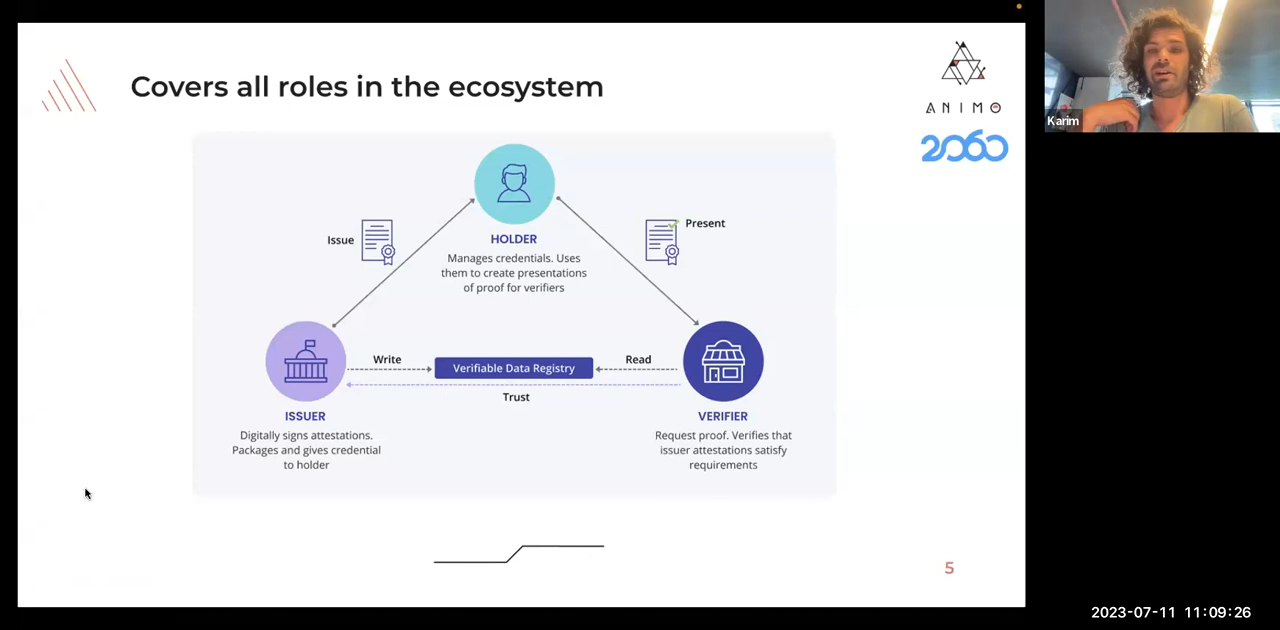 Covers all roles in the ecosystem
ANIMO
2060
Karim
Issue
Present
HOLDER
Manages credentials. Uses
them to create presentations
of proof for verifiers
Write
Verifiable Data Registry
Read
Trust
ISSUER
Digitally signs attestations.
Packages and gives credential
to holder
VERIFIER
Request proof. Verifies that
issuer attestations satisfy
requirements
5
2023-07-11 11:09:26